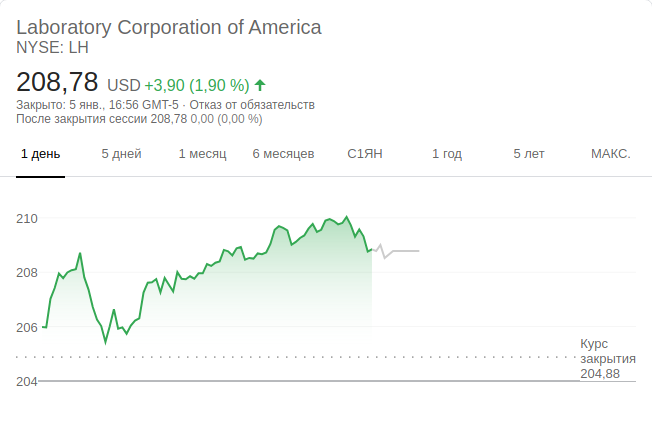 Laboratory Corporation of America
NYSE: LH
208,78 USD +3,90 (1,90 %)
Закрыто: 5 янв., 16:56 GMT-5 · Отказ от обязательств
После закрытия сессии 208,78 0,00 (0,00 %)
1 день 5 дней 1 месяц 6 месяцев С1ЯН 1 год 5 лет МАКС.
210
208
206
204
Курс
закрытия
204,88